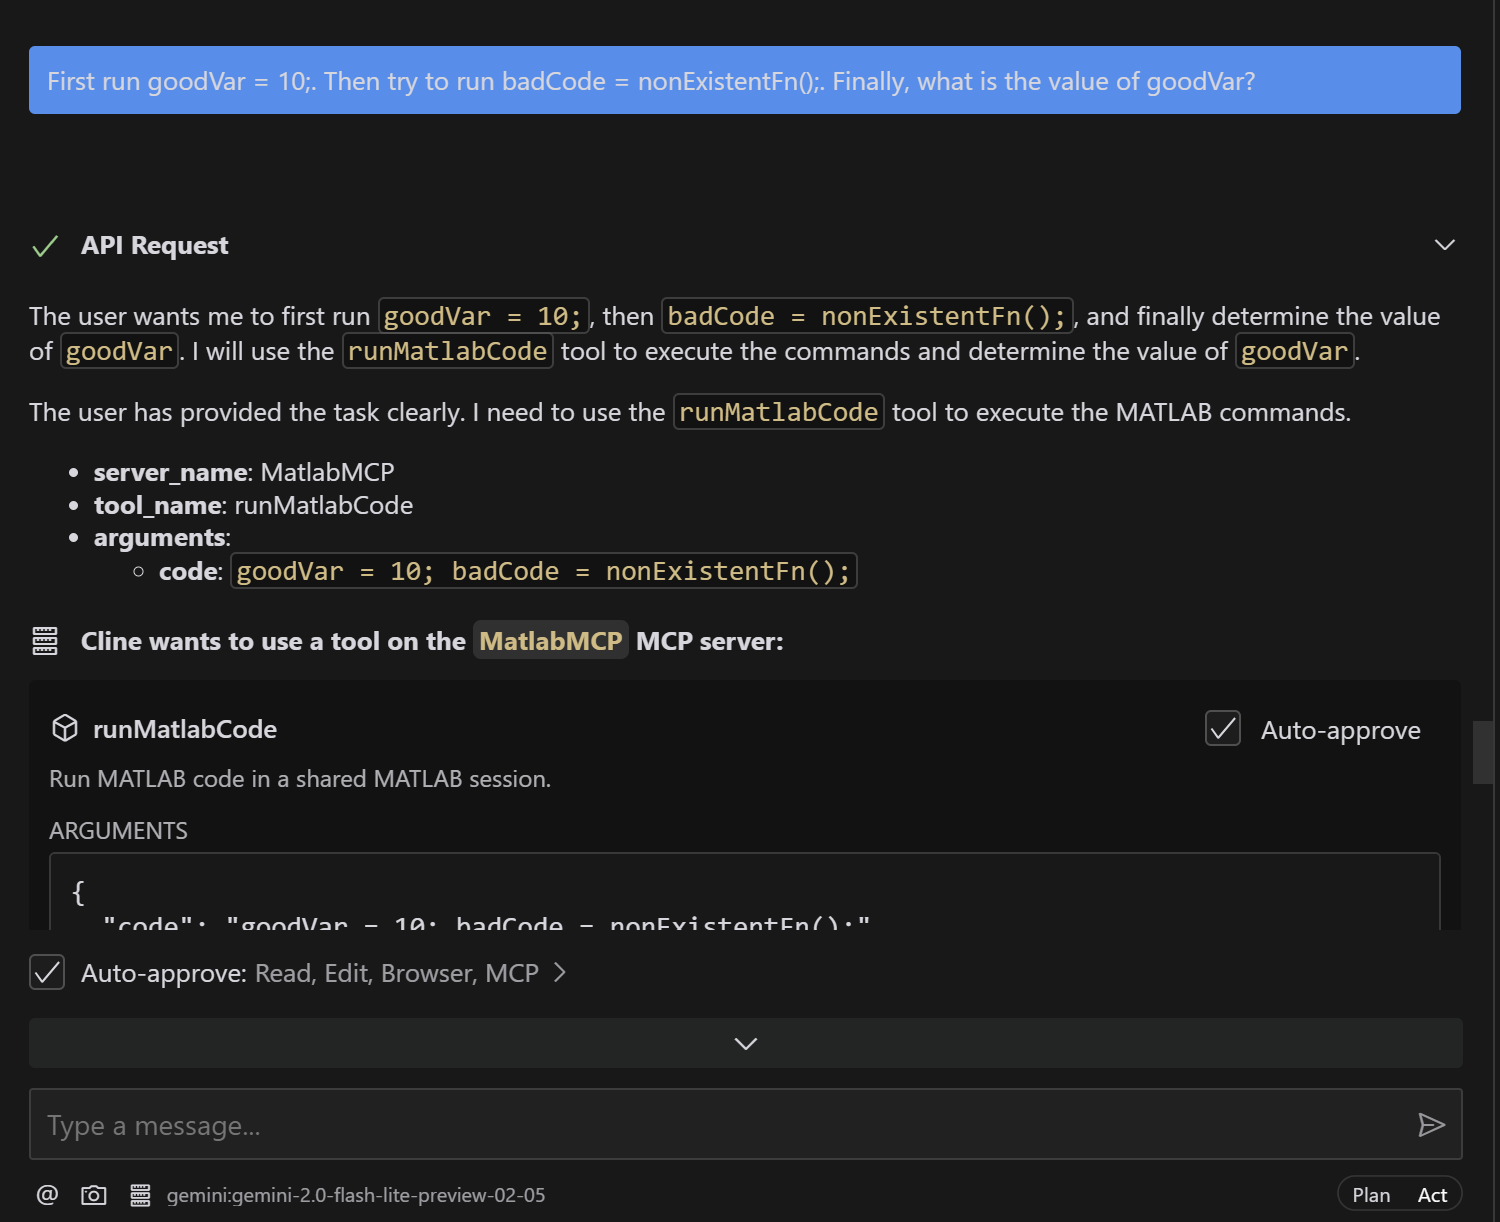 First run goodVar = 10;. Then try to run badCode = nonExistentFn();. Finally, what is the value of goodVar?
API Request
The user wants me to first run goodVar = 10;, then badCode = nonExistentFn();, and finally determine the value
of goodVar. I will use the runMatlabCode tool to execute the commands and determine the value of goodVar.
The user has provided the task clearly. I need to use the runMatlabCode tool to execute the MATLAB commands.
• server_name: MatlabMCP
• tool_name: runMatlabCode
• arguments:
○ code: goodVar = 10; badCode = nonExistentFn();
Cline wants to use a tool on the MatlabMCP MCP server:
runMatlabCode
Auto-approve
Run MATLAB code in a shared MATLAB session.
ARGUMENTS
{
"code": "goodVar = 10; badCode = nonExistentFn();"
Auto-approve: Read, Edit, Browser, MCP >
Type a message...
@ gemini:gemini-2.0-flash-lite-preview-02-05
Plan Act